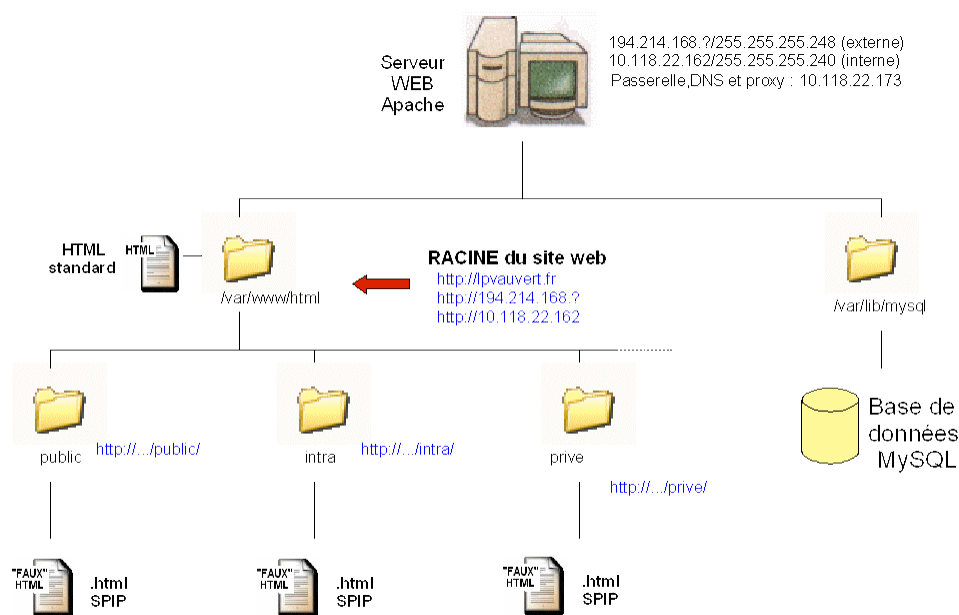 Serveur
WEB
Apache
194.214.168.?/255.255.255.248 (externe)
10.118.22.162/255.255.255.240 (interne)
Passerelle,DNS et proxy : 10.118.22.173
HTML
standard
HTML
/var/www/html
RACINE du site web
http://lpvauvert.fr
http://194.214.168.?
http://10.118.22.162
/var/lib/mysql
public
http://.../public/
intra
http://.../intra/
prive
http://.../prive/
Base de
données
MySQL
"FAUX"
HTML
.html
SPIP
"FAUX"
HTML
.html
SPIP
"FAUX"
HTML
.html
SPIP